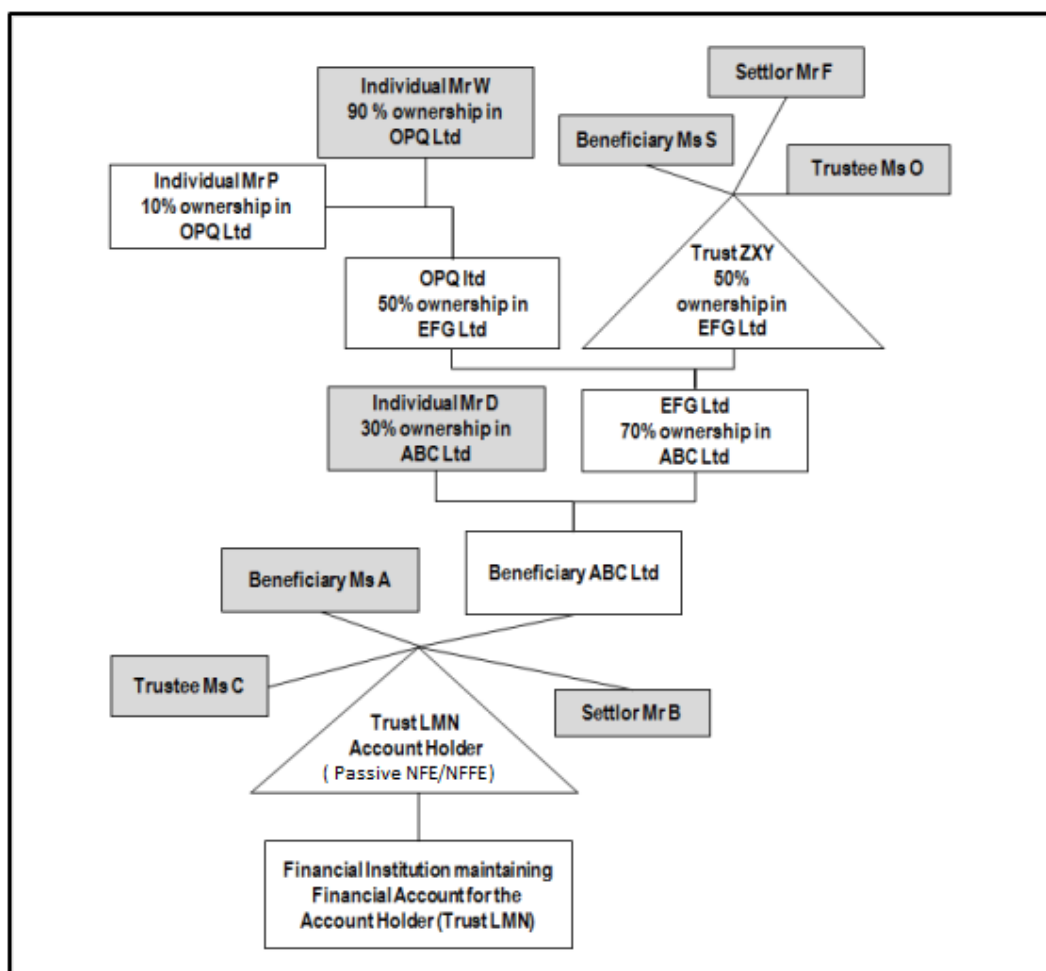 Settlor Mr F
Individual Mr W
90 % ownership in
OPQ Ltd
Beneficiary Ms S
Trustee Ms O
Individual Mr P
10% ownership in
OPQ Ltd
OPQ ltd
50% ownership in
EFG Ltd
Trust ZXY
50%
ownership in
EFG Ltd
Individual Mr D
30% ownership in
ABC Ltd
EFG Ltd
70% ownership in
ABC Ltd
Beneficiary Ms A
Beneficiary ABC Ltd
Trustee Ms C
Settlor Mr B
Trust LMN
Account Holder
( Passive NFE/NFFE)
Financial Institution maintaining
Financial Account for the
Account Holder (Trust LMN)